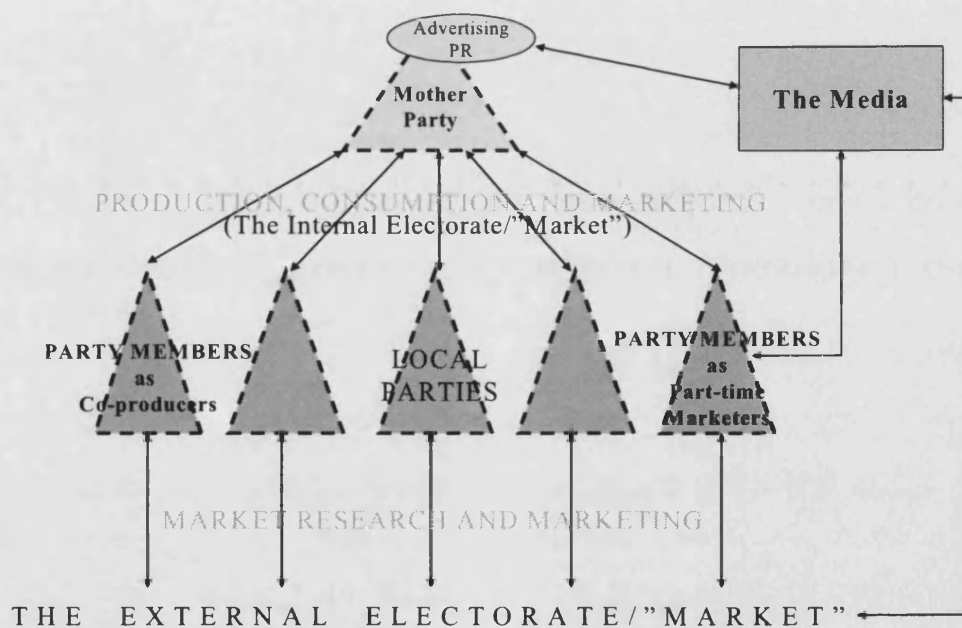 Advertising
PR
Mother
Party
The Media
PRODUCTION, CONSUMPTION AND MARKETING
(The Internal Electorate/"Market")
PARTY MEMBERS
as
Co-producers
LOCAL
PARTIES
PARTY MEMBERS
as
Part-time
Marketers
MARKET RESEARCH AND MARKETING
THE EXTERNAL ELECTORATE/"MARKET"